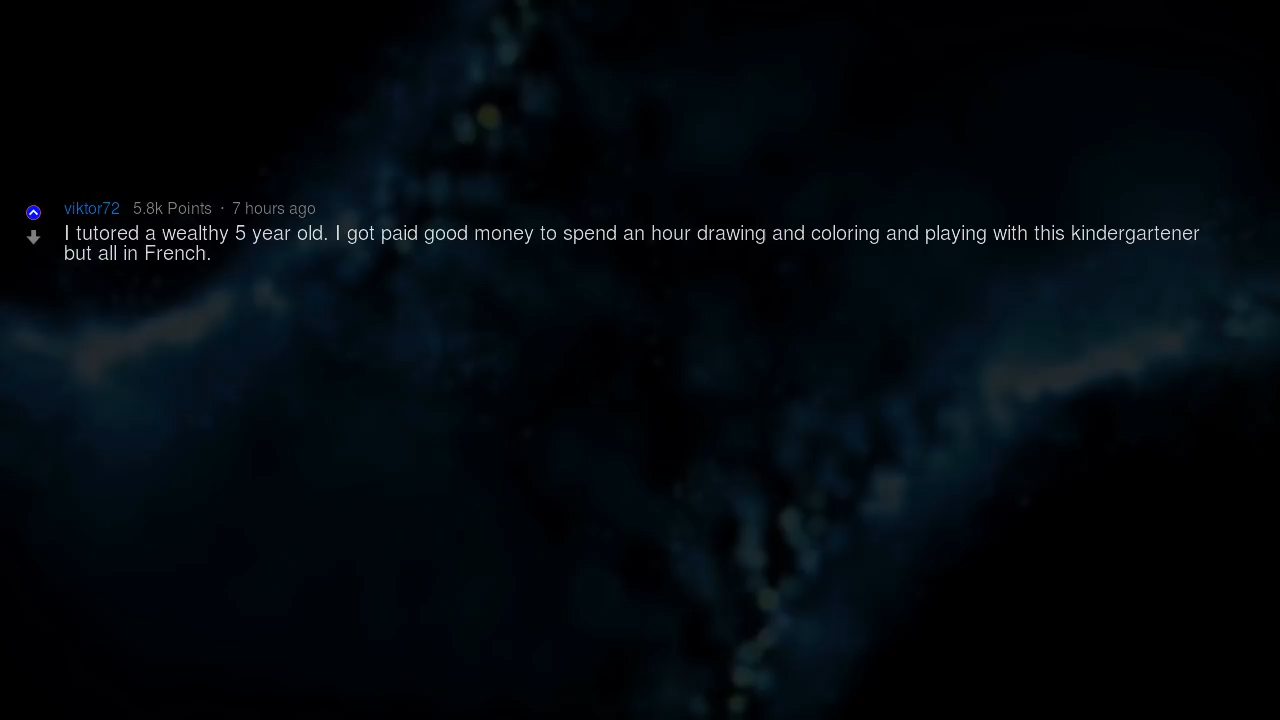 viktor72 5.8k Points · 7 hours ago
I tutored a wealthy 5 year old. I got paid good money to spend an hour drawing and coloring and playing with this kindergartener
but all in French.